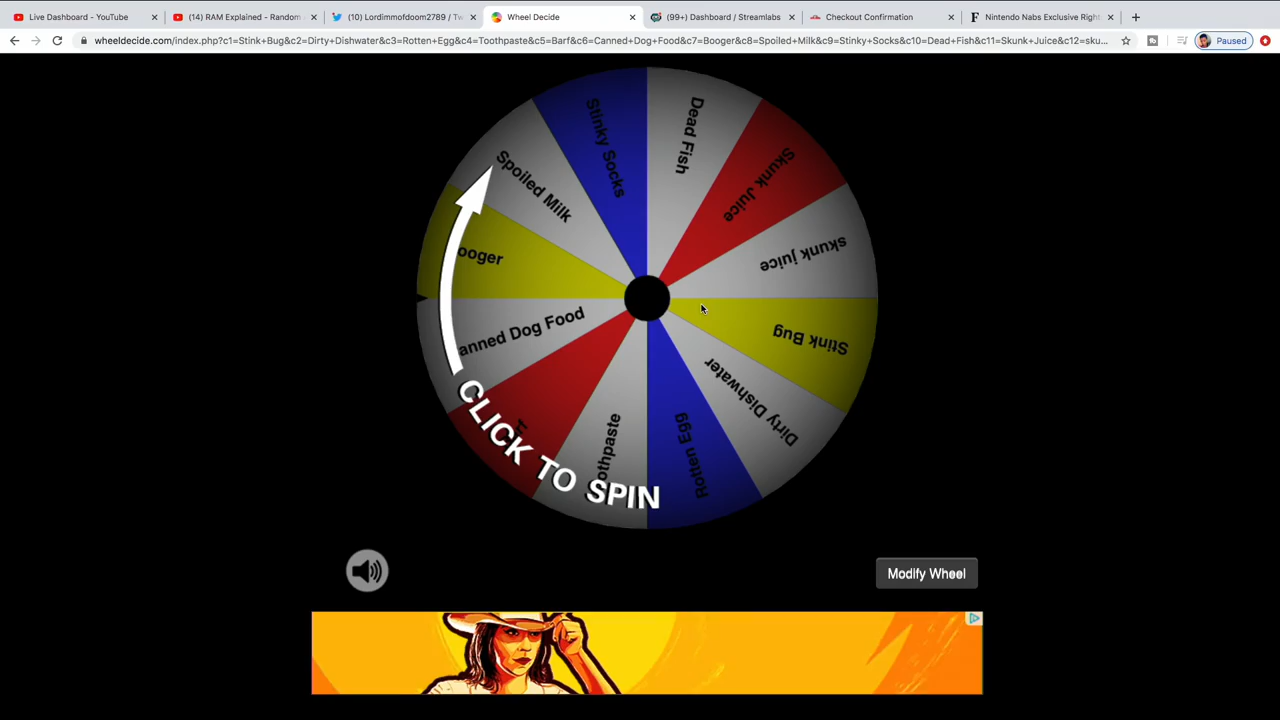 Live Dashboard - YouTube
(14) RAM Explained - Random
(10) Lordimmofdoom2789 / Tw
Wheel Decide
(99+) Dashboard / Streamlabs
Checkout Confirmation
Nintendo Nabs Exclusive Right
wheeldecide.com/index.php?c1=Stink+Bug&c2=Dirty+Dishwater&c3=Rotten+Egg&c4=Toothpaste&c5=Barf&c6=Canned+Dog+Food&c7=Booger&c8=Spoiled+Milk&c9=Stinky+Socks&c10=Dead+Fish&c11=Skunk+Juice&c12=sku...
Paused
Stinky Socks
Dead Fish
Skunk Juice
skunk juice
Stink Bug
Dirty Dishwater
Rotten Egg
othpaste
anned Dog Food
ooger
Spoiled Milk
CLICK TO SPIN
Modify Wheel